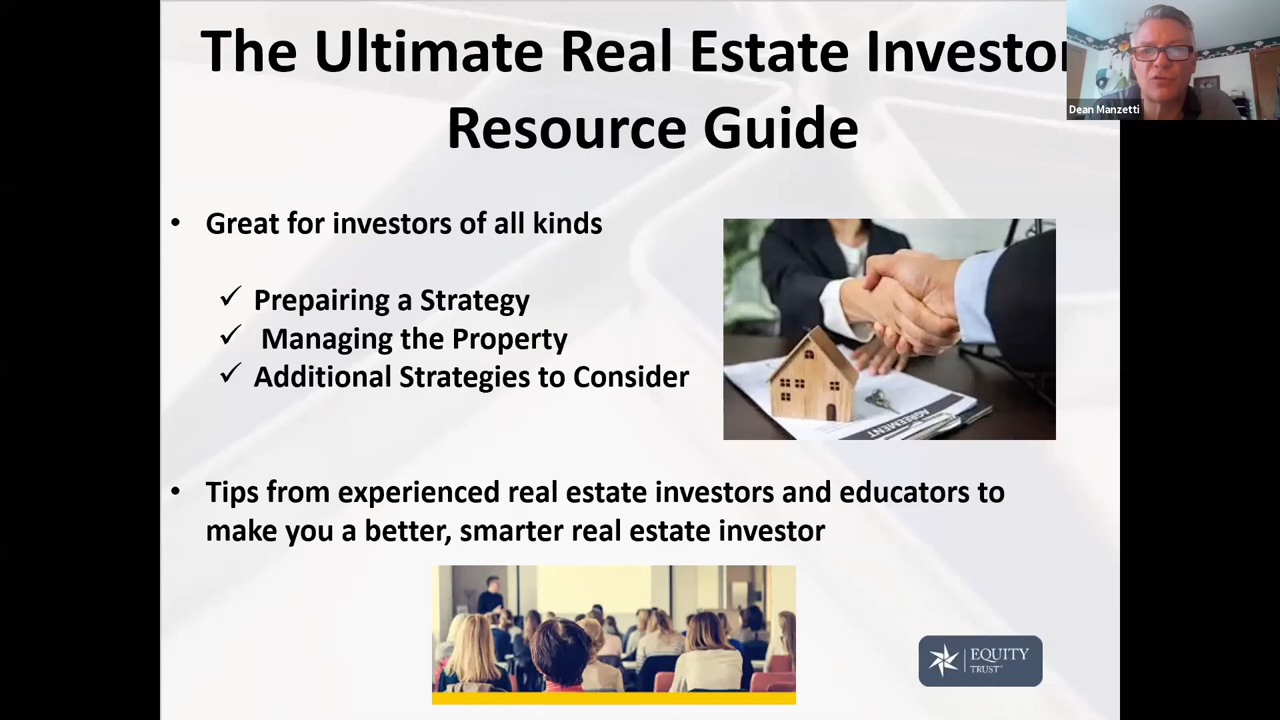 The Ultimate Real Estate Investor
Resource Guide
Dean Manzetti
• Great for investors of all kinds
✓ Prepairing a Strategy
✓ Managing the Property
✓ Additional Strategies to Consider
AGREEMENT
• Tips from experienced real estate investors and educators to
make you a better, smarter real estate investor
EQUITY
TRUST